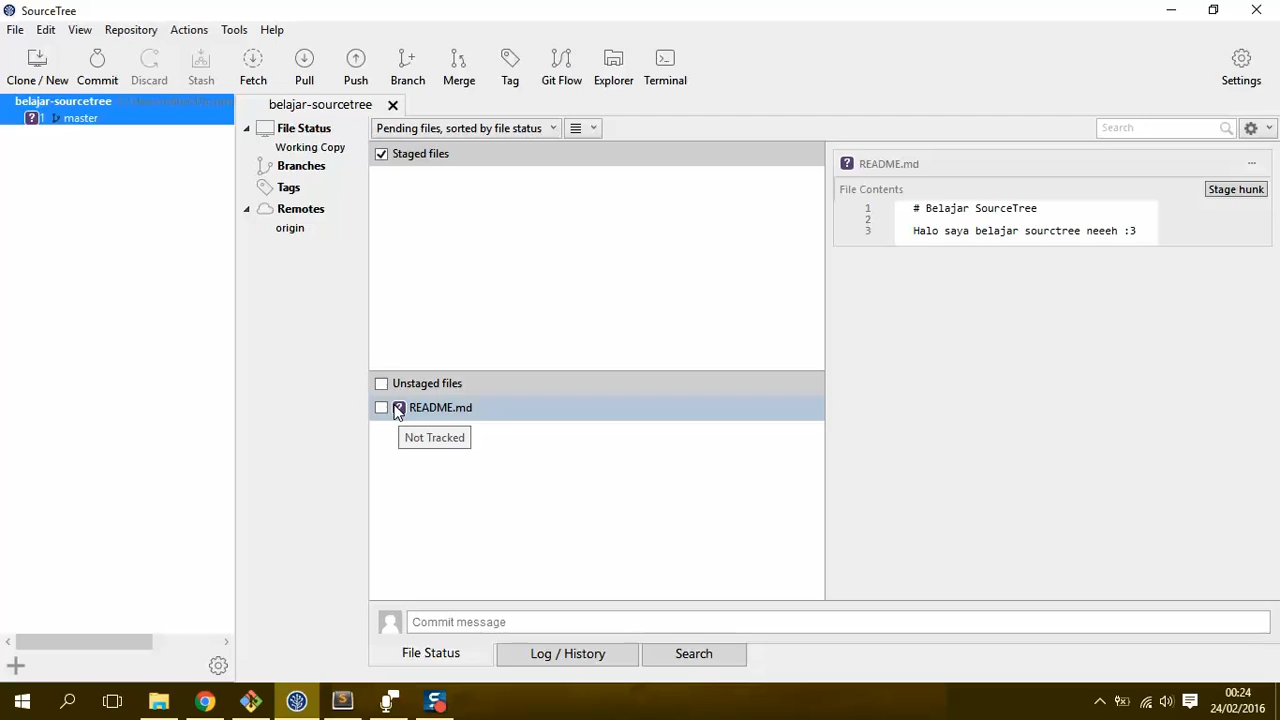 SourceTree
File Edit View Repository Actions Tools Help
Clone / New Commit Discard Stash Fetch Pull Push Branch Merge Tag Git Flow Explorer Terminal Settings
belajar-sourcetree
1 master
belajar-sourcetree
File Status
Working Copy
Branches
Tags
Remotes
origin
Pending files, sorted by file status
Search
Staged files
Unstaged files
README.md
Not Tracked
README.md
File Contents
Stage hunk
1 # Belajar SourceTree
2
3 Halo saya belajar sourctree neeeh :3
Commit message
File Status Log / History Search
00:24
24/02/2016